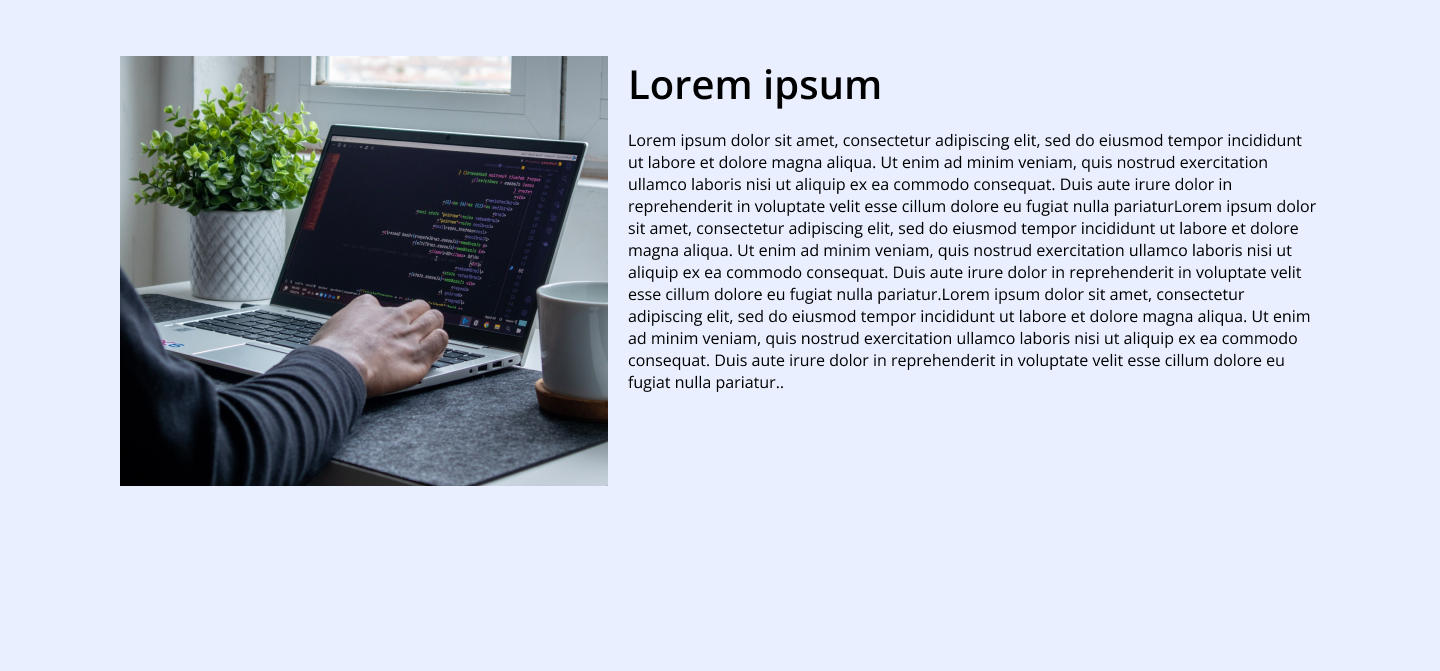 Lorem ipsum
Lorem ipsum dolor sit amet, consectetur adipiscing elit, sed do eiusmod tempor incididunt
ut labore et dolore magna aliqua. Ut enim ad minim veniam, quis nostrud exercitation
ullamco laboris nisi ut aliquip ex ea commodo consequat. Duis aute irure dolor in
reprehenderit in voluptate velit esse cillum dolore eu fugiat nulla pariaturLorem ipsum dolor
sit amet, consectetur adipiscing elit, sed do eiusmod tempor incididunt ut labore et dolore
magna aliqua. Ut enim ad minim veniam, quis nostrud exercitation ullamco laboris nisi ut
aliquip ex ea commodo consequat. Duis aute irure dolor in reprehenderit in voluptate velit
esse cillum dolore eu fugiat nulla pariatur.Lorem ipsum dolor sit amet, consectetur
adipiscing elit, sed do eiusmod tempor incididunt ut labore et dolore magna aliqua. Ut enim
ad minim veniam, quis nostrud exercitation ullamco laboris nisi ut aliquip ex ea commodo
consequat. Duis aute irure dolor in reprehenderit in voluptate velit esse cillum dolore eu
fugiat nulla pariatur..